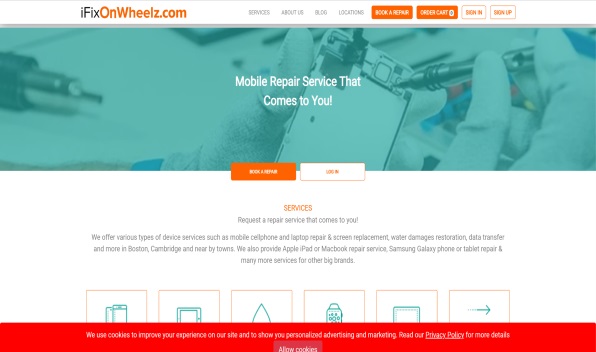 iFixOnWheelz.com
SERVICES ABOUT US BLOG LOCATIONS BOOK A REPAIR ORDER CART 0 SIGN IN SIGN UP
Mobile Repair Service That
Comes to You!
BOOK A REPAIR LOG IN
SERVICES
Request a repair service that comes to you!
We offer various types of device services such as mobile cellphone and laptop repair & screen replacement, water damages restoration, data transfer
and more in Boston, Cambridge and near by towns. We also provide Apple iPad or Macbook repair service, Samsung Galaxy phone or tablet repair &
many more services for other big brands.
We use cookies to improve your experience on our site and to show you personalized advertising and marketing. Read our Privacy Policy for more details
Allow cookies